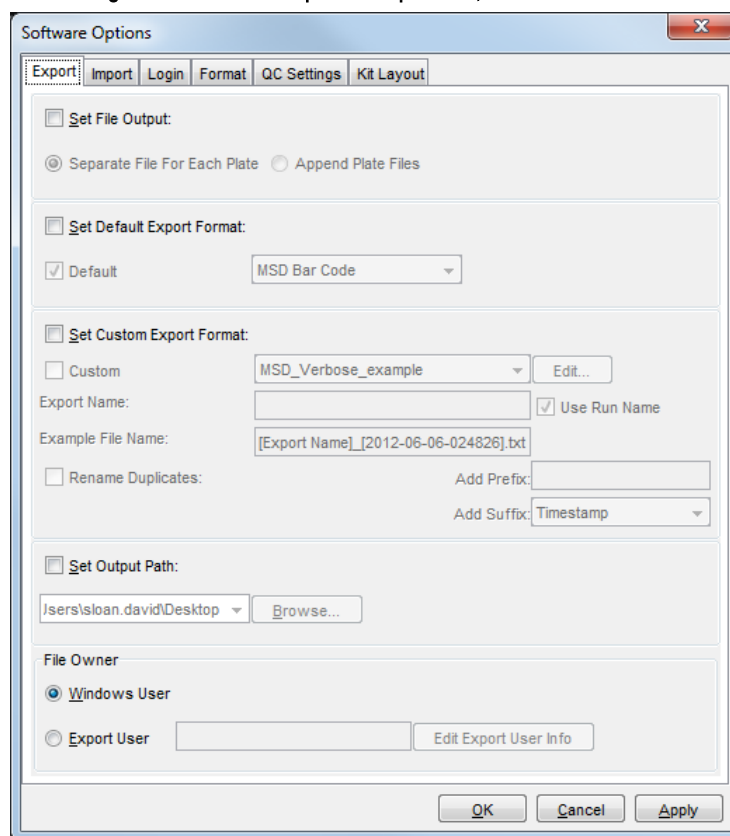 Software Options
Export Import Login Format QC Settings Kit Layout
Set File Output:
Separate File For Each Plate Append Plate Files
Set Default Export Format:
Default MSD Bar Code
Set Custom Export Format:
Custom MSD_Verbose_example Edit...
Export Name: Use Run Name
Example File Name: [Export Name]_[2012-06-06-024826].txt
Rename Duplicates: Add Prefix:
Add Suffix: Timestamp
Set Output Path:
Jsers\sloan.david\Desktop Browse...
File Owner
Windows User
Export User Edit Export User Info
OK Cancel Apply